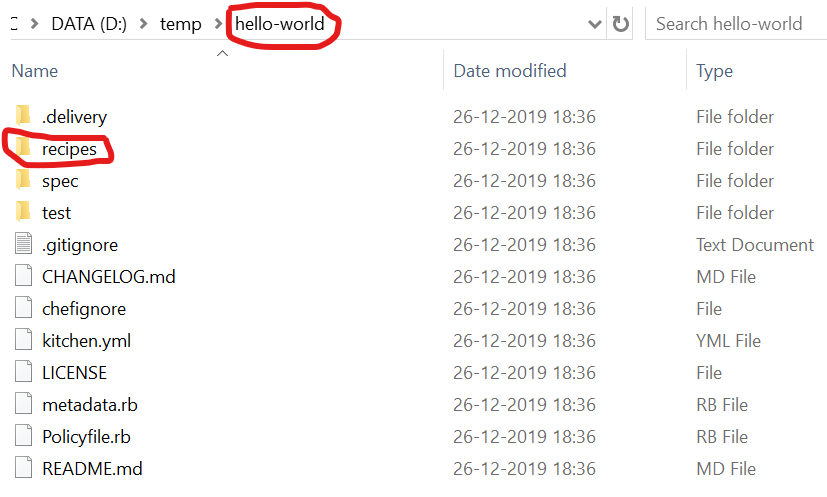 DATA (D:) temp hello-world Search hello-world
Name Date modified Type
.delivery 26-12-2019 18:36 File folder
recipes 26-12-2019 18:36 File folder
spec 26-12-2019 18:36 File folder
test 26-12-2019 18:36 File folder
.gitignore 26-12-2019 18:36 Text Document
CHANGELOG.md 26-12-2019 18:36 MD File
chefignore 26-12-2019 18:36 File
kitchen.yml 26-12-2019 18:36 YML File
LICENSE 26-12-2019 18:36 File
metadata.rb 26-12-2019 18:36 RB File
Policyfile.rb 26-12-2019 18:36 RB File
README.md 26-12-2019 18:36 MD File